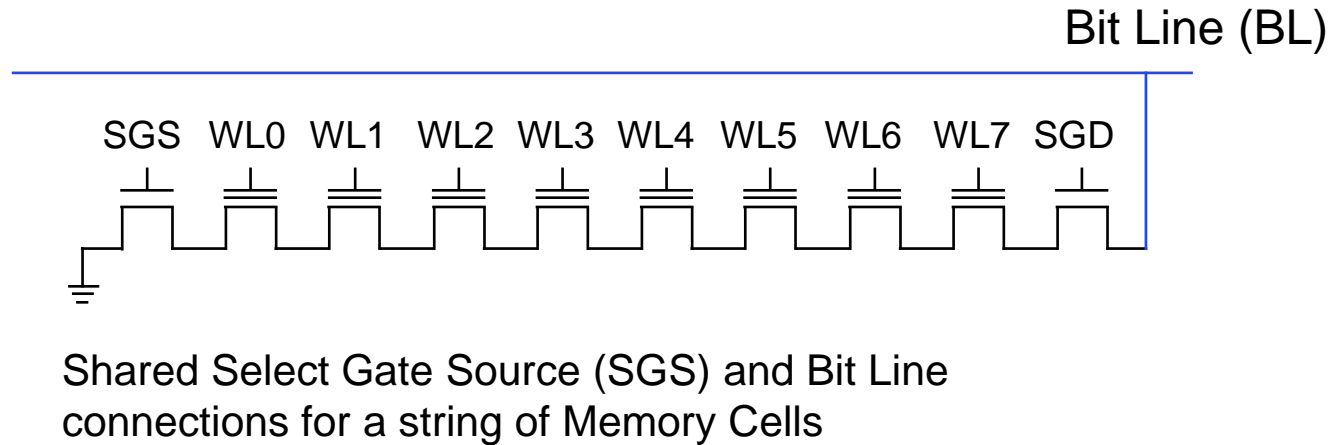 Bit Line (BL)
SGS WL0 WL1 WL2 WL3 WL4 WL5 WL6 WL7 SGD
Shared Select Gate Source (SGS) and Bit Line
connections for a string of Memory Cells